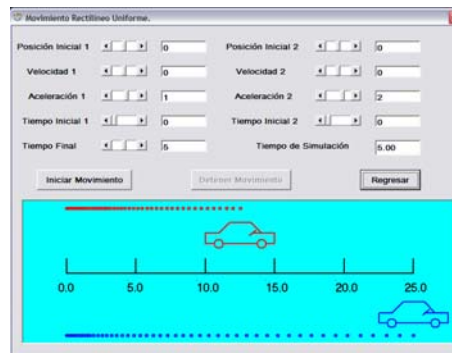 Movimiento Rectilineo Uniforme.
Posición Inicial 1 0 Posición Inicial 2 0
Velocidad 1 0 Velocidad 2 0
Aceleración 1 1 Aceleración 2 2
Tiempo Inicial 1 0 Tiempo Inicial 2 0
Tiempo Final 5 Tiempo de Simulación 5.00
Iniciar Movimiento Detener Movimiento Regresar
0.0 5.0 10.0 15.0 20.0 25.0